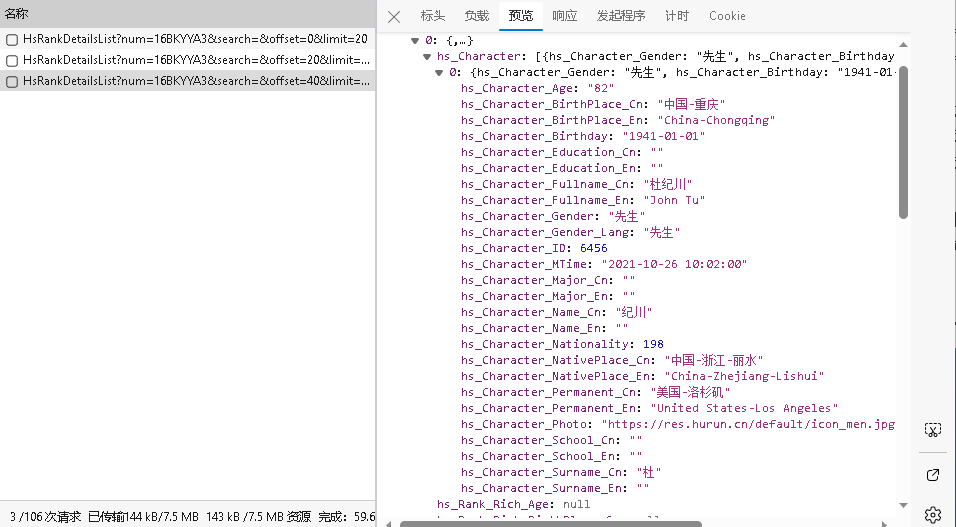 名称
HsRankDetailsList?num=16BKYYA3&search=&offset=0&limit=20
HsRankDetailsList?num=16BKYYA3&search=&offset=20&limit=...
HsRankDetailsList?num=16BKYYA3&search=&offset=40&limit=...
3 /106 次请求 已传输144 kB/7.5 MB 143 kB /7.5 MB 资源 完成: 59.6
标头 负载 预览 响应 发起程序 计时 Cookie
0: {,…}
hs_Character: [{hs_Character_Gender: "先生", hs_Character_Birthday
0: {hs_Character_Gender: "先生", hs_Character_Birthday: "1941-01-
hs_Character_Age: "82"
hs_Character_BirthPlace_Cn: "中国-重庆"
hs_Character_BirthPlace_En: "China-Chongqing"
hs_Character_Birthday: "1941-01-01"
hs_Character_Education_Cn: ""
hs_Character_Education_En: ""
hs_Character_Fullname_Cn: "杜纪川"
hs_Character_Fullname_En: "John Tu"
hs_Character_Gender: "先生"
hs_Character_Gender_Lang: "先生"
hs_Character_ID: 6456
hs_Character_MTime: "2021-10-26 10:02:00"
hs_Character_Major_Cn: ""
hs_Character_Major_En: ""
hs_Character_Name_Cn: "纪川"
hs_Character_Name_En: ""
hs_Character_Nationality: 198
hs_Character_NativePlace_Cn: "中国-浙江-丽水"
hs_Character_NativePlace_En: "China-Zhejiang-Lishui"
hs_Character_Permanent_Cn: "美国-洛杉矶"
hs_Character_Permanent_En: "United States-Los Angeles"
hs_Character_Photo: "https://res.hurun.cn/default/icon_men.jpg
hs_Character_School_Cn: ""
hs_Character_School_En: ""
hs_Character_Surname_Cn: "杜"
hs_Character_Surname_En: ""
hs_Rank_Rich_Age: null